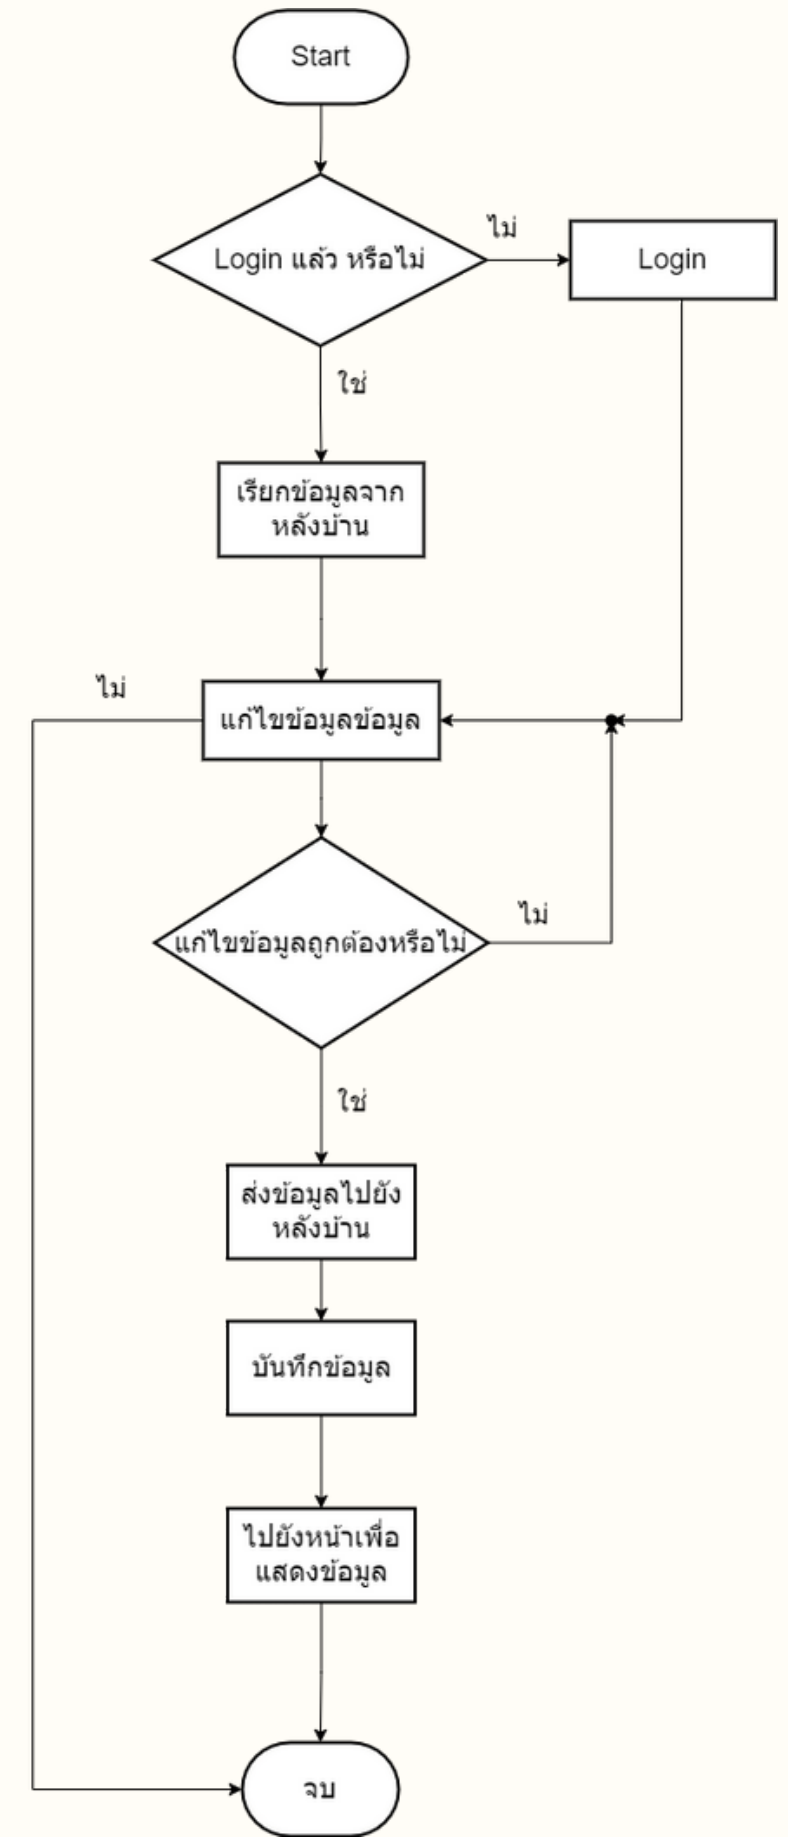 Start
Login แล้ว หรือไม่
ไม่
Login
ใช่
เรียกข้อมูลจาก
หลังบ้าน
ไม่
แก้ไขข้อมูลข้อมูล
แก้ไขข้อมูลถูกต้องหรือไม่
ไม่
ใช่
ส่งข้อมูลไปยัง
หลังบ้าน
บันทึกข้อมูล
ไปยังหน้าเพื่อ
แสดงข้อมูล
จบ